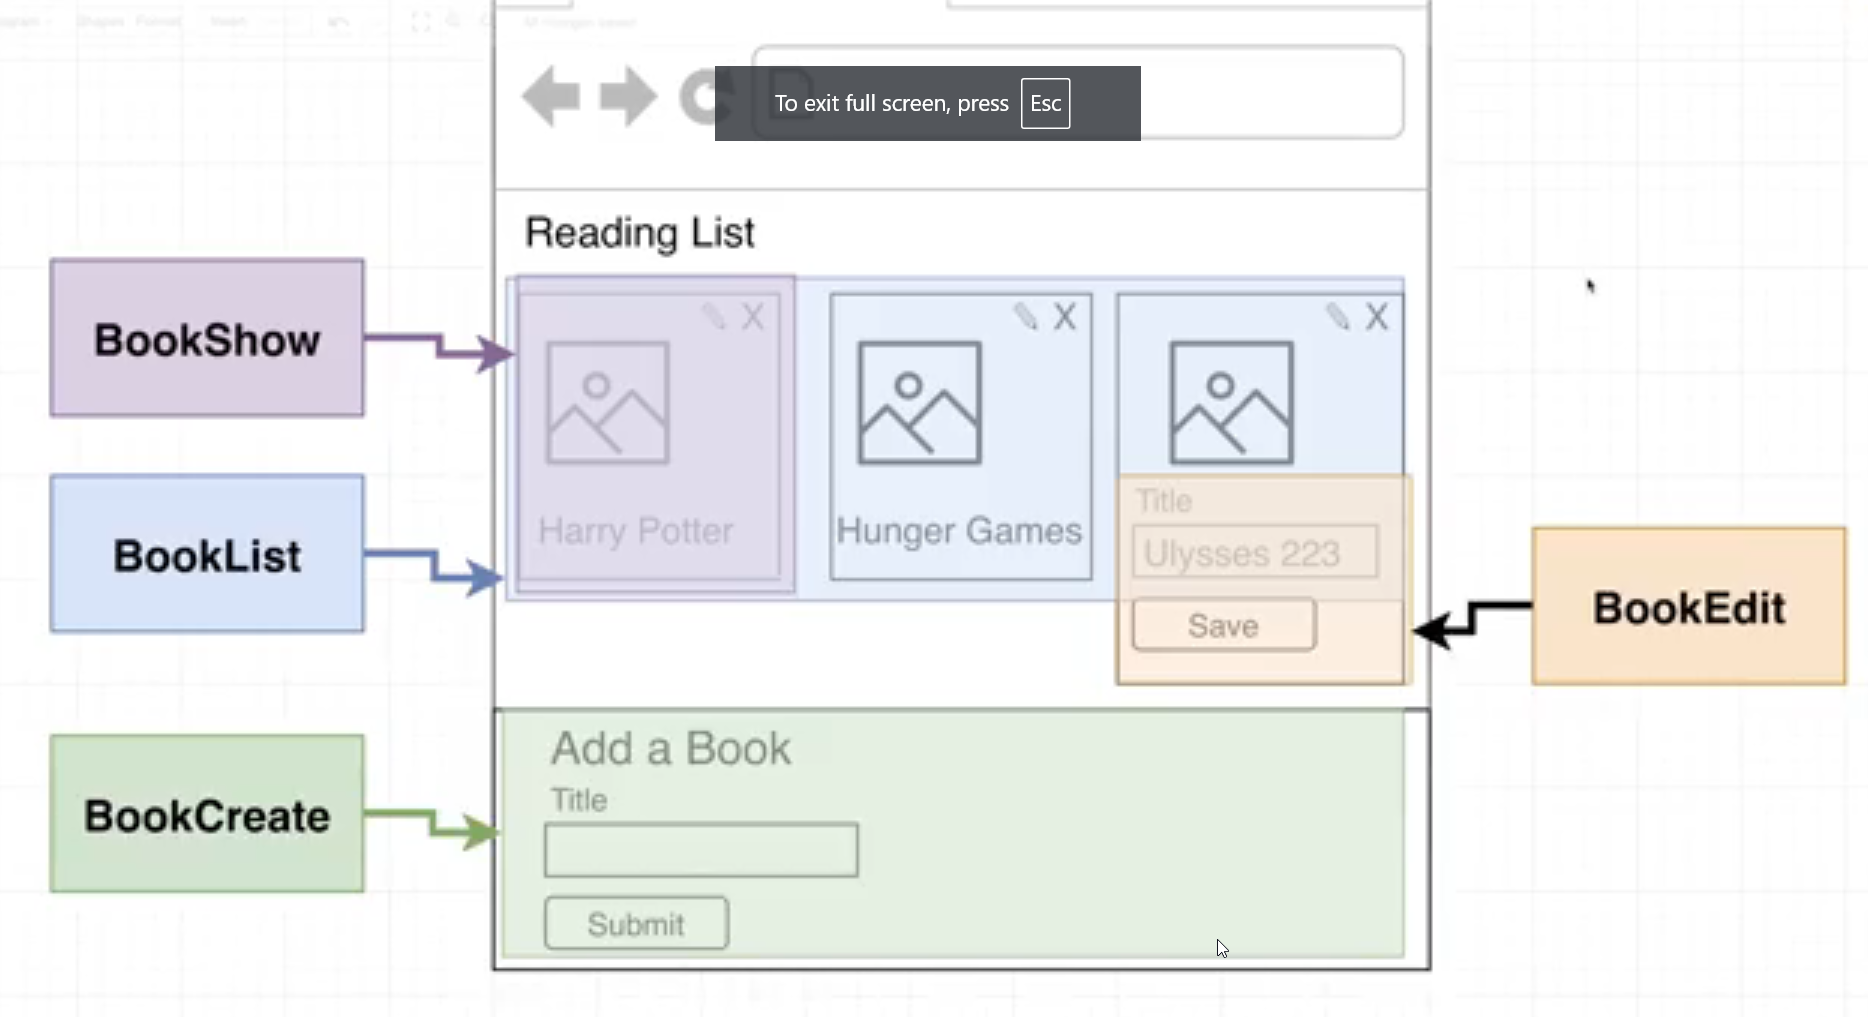 To exit full screen, press Esc
Reading List
BookShow
X
X
X
Harry Potter
Hunger Games
Title
Ulysses 223
Save
BookList
BookEdit
BookCreate
Add a Book
Title
Submit